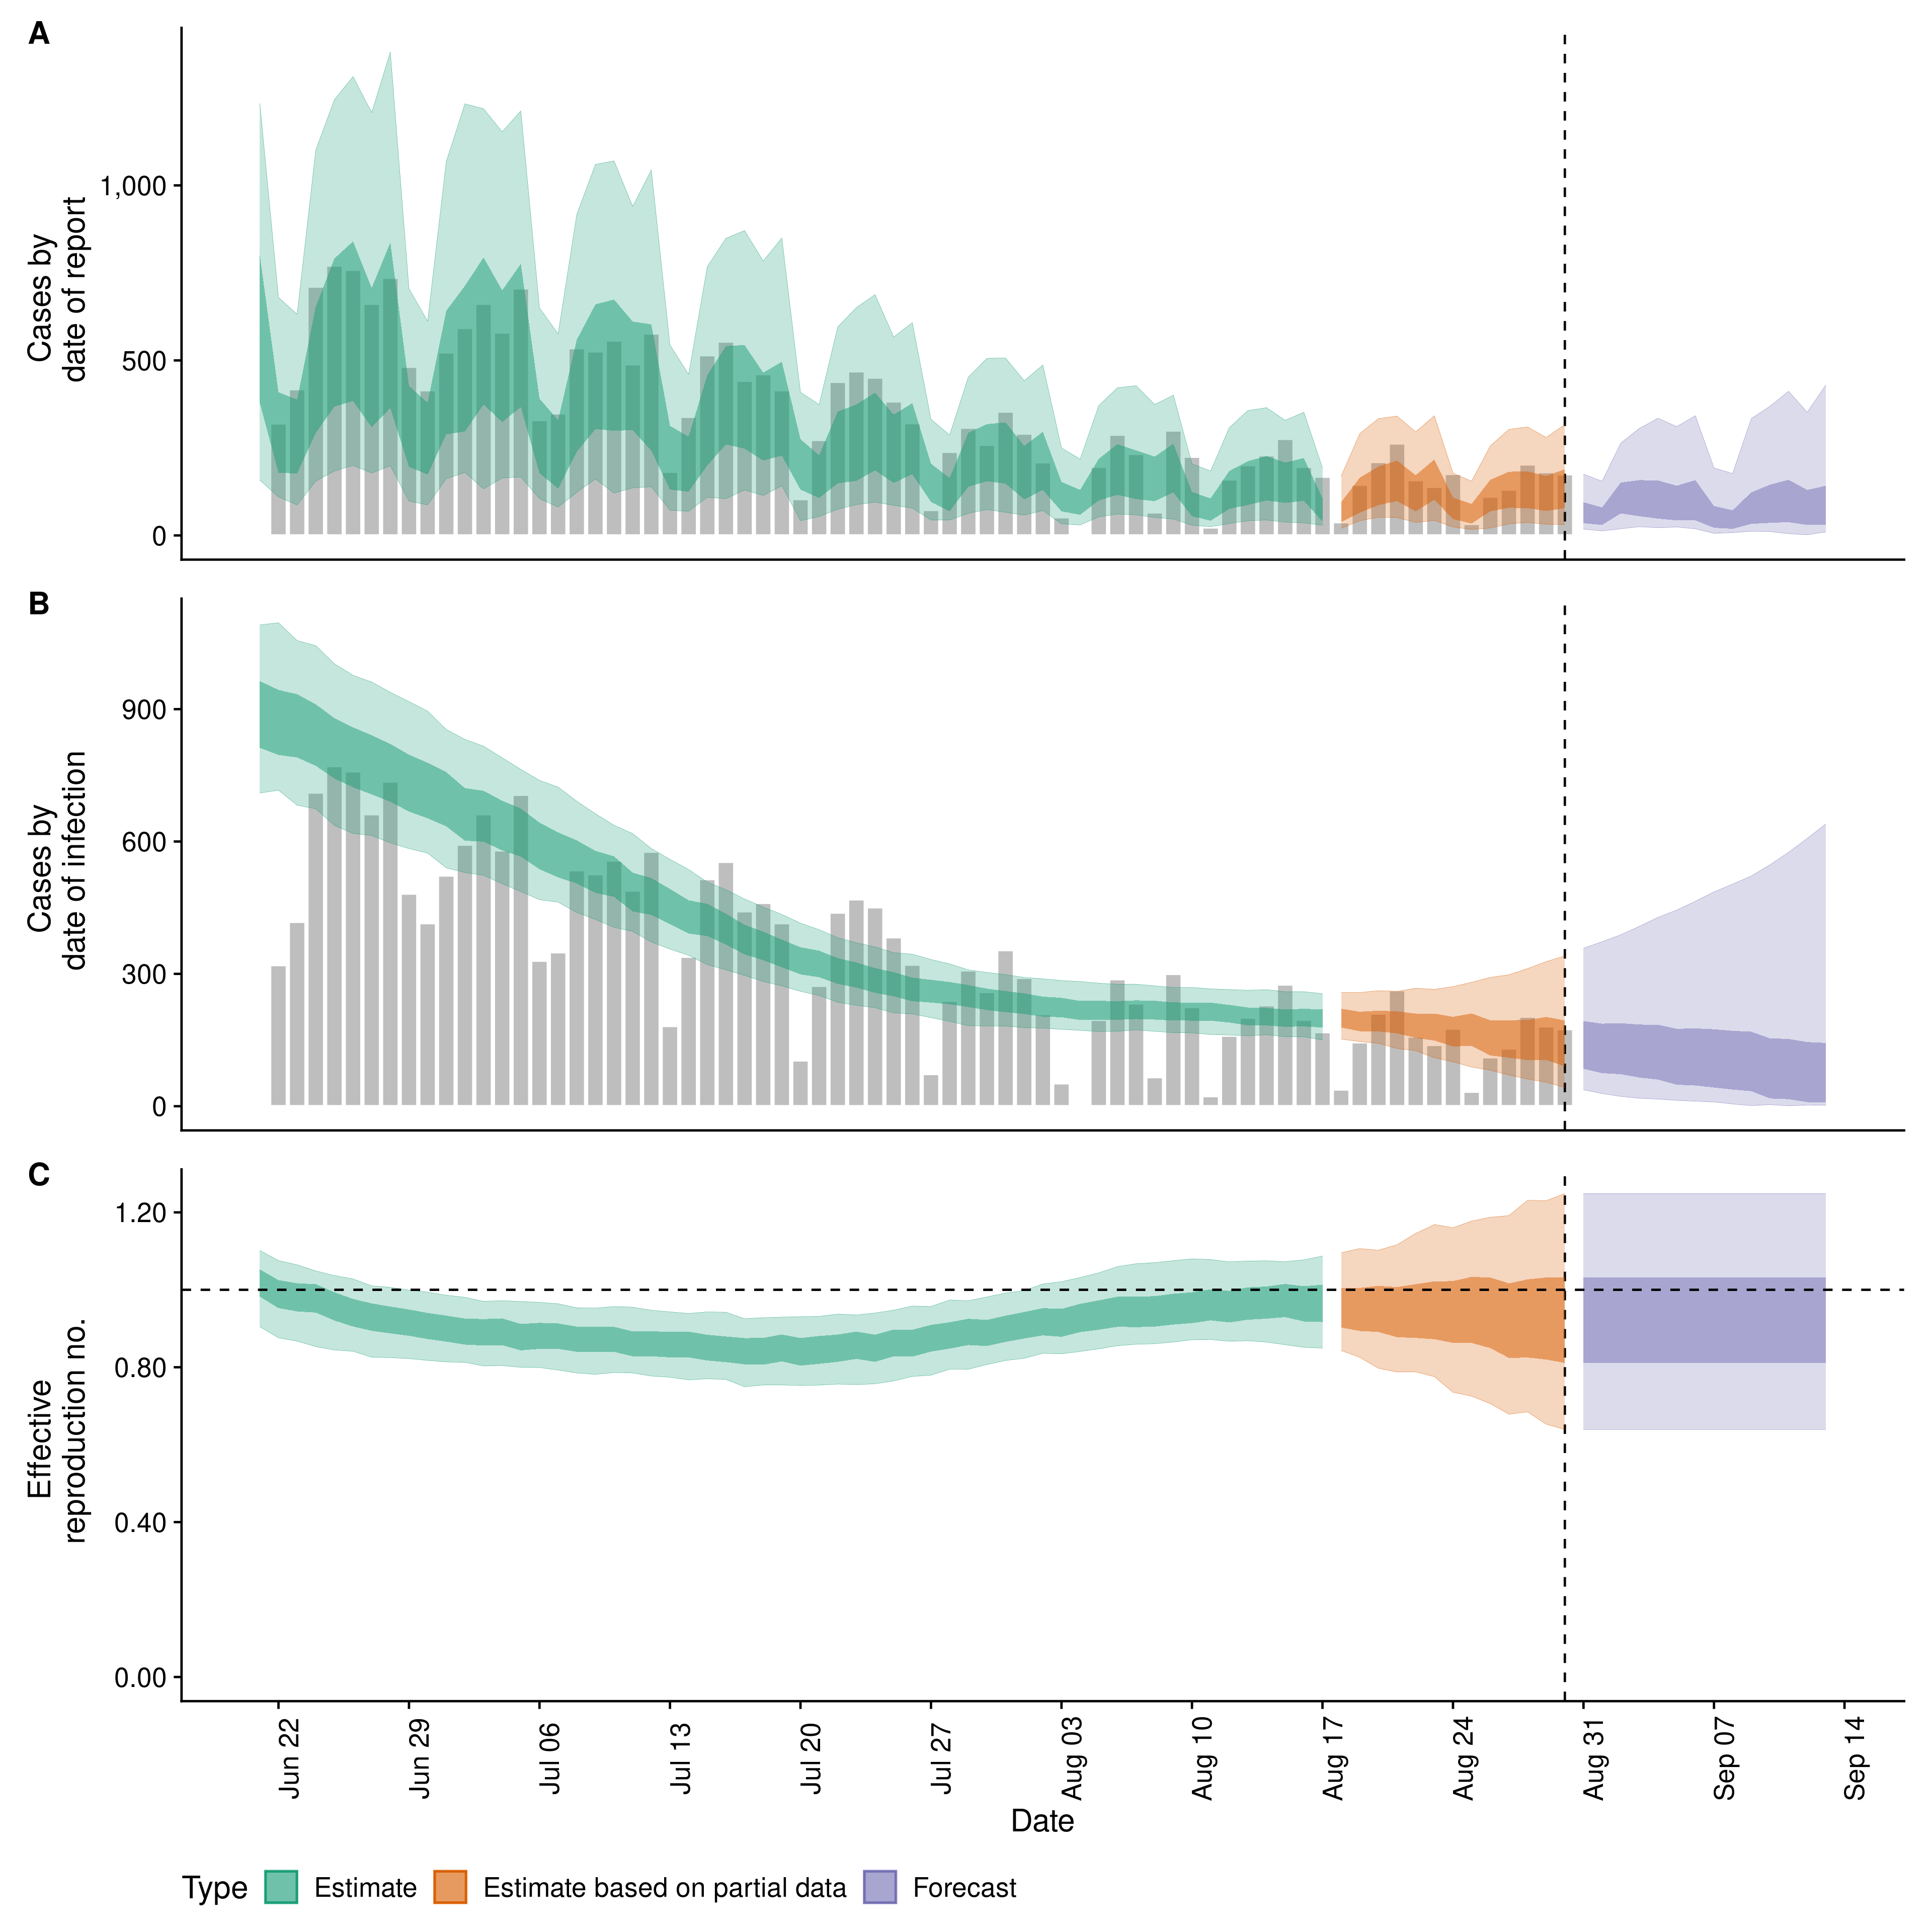 A
Cases by
date of report
1,000
500
0
B
Cases by
date of infection
900
600
300
0
C
Effective
reproduction no.
1.20
0.80
0.40
0.00
Jun 22
Jun 29
Jul 06
Jul 13
Jul 20
Jul 27
Aug 03
Aug 10
Aug 17
Aug 24
Aug 31
Sep 07
Sep 14
Date
Type Estimate Estimate based on partial data Forecast